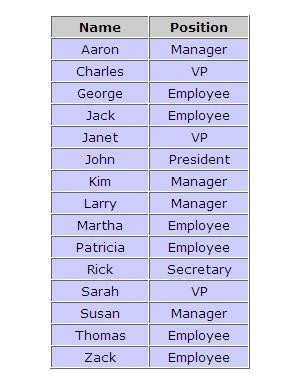 Name Position
Aaron Manager
Charles VP
George Employee
Jack Employee
Janet VP
John President
Kim Manager
Larry Manager
Martha Employee
Patricia Employee
Rick Secretary
Sarah VP
Susan Manager
Thomas Employee
Zack Employee